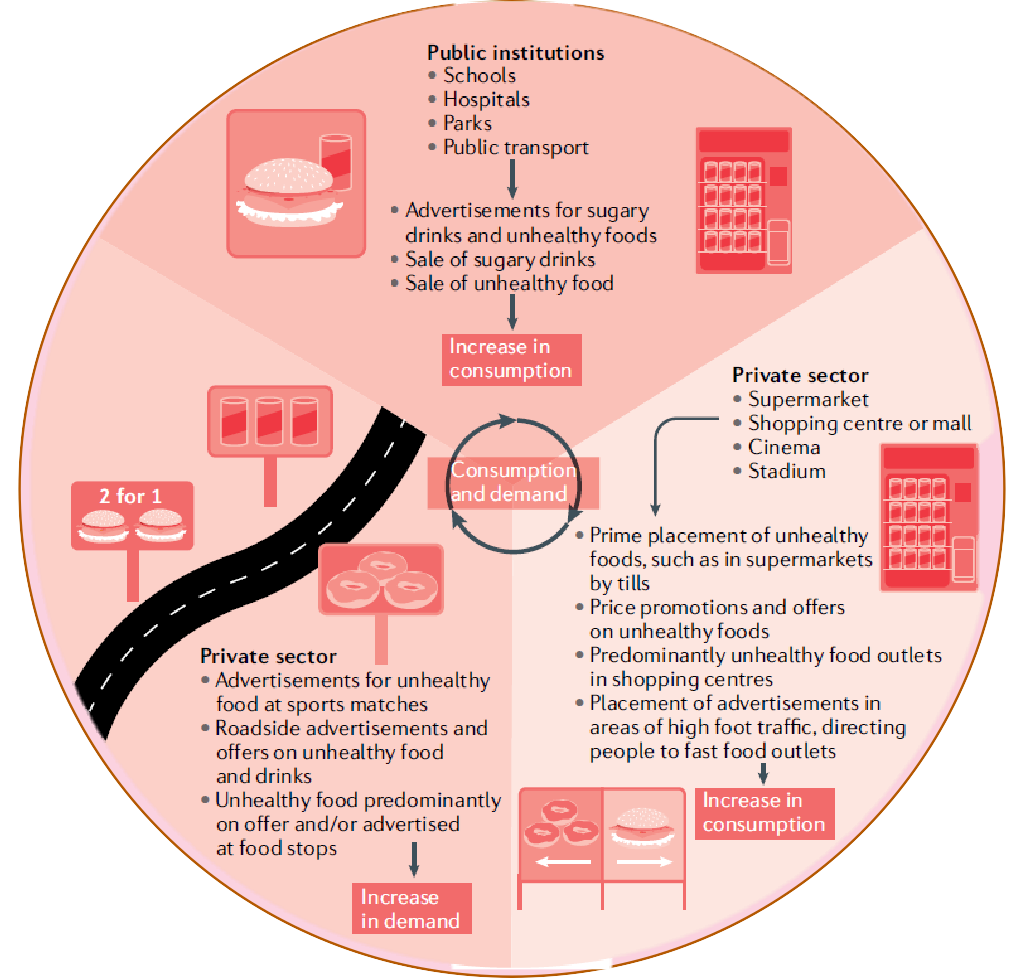 Public institutions
• Schools
• Hospitals
• Parks
• Public transport
• Advertisements for sugary
drinks and unhealthy foods
• Sale of sugary drinks
• Sale of unhealthy food
Increase in
consumption
Consumption
and demand
Private sector
• Supermarket
• Shopping centre or mall
• Cinema
• Stadium
• Prime placement of unhealthy
foods, such as in supermarkets
by tills
• Price promotions and offers
on unhealthy foods
• Predominantly unhealthy food outlets
in shopping centres
• Placement of advertisements in
areas of high foot traffic, directing
people to fast food outlets
Increase in
consumption
2 for 1
Private sector
• Advertisements for unhealthy
food at sports matches
• Roadside advertisements and
offers on unhealthy food
and drinks
• Unhealthy food predominantly
on offer and/or advertised
at food stops
Increase
in demand